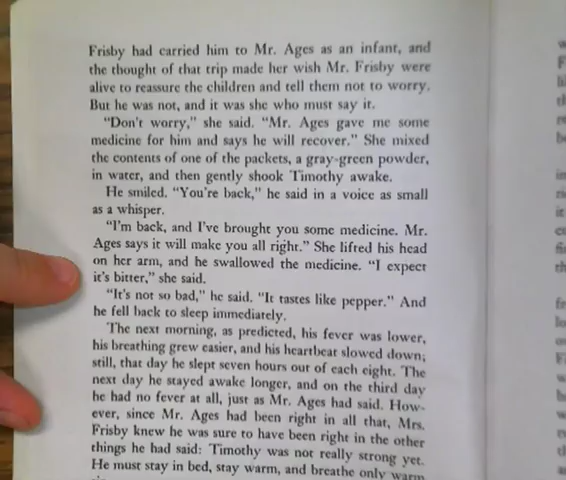 Frisby had carried him to Mr. Ages as an infant, and
the thought of that trip made her wish Mr. Frisby were
alive to reassure the children and tell them not to worry.
But he was not, and it was she who must say it.
"Don't worry," she said. "Mr. Ages gave me some
medicine for him and says he will recover." She mixed
the contents of one of the packets, a gray-green powder,
in water, and then gently shook Timothy awake.
He smiled. "You're back," he said in a voice as small
as a whisper.
"I'm back, and I've brought you some medicine. Mr.
Ages says it will make you all right." She lifted his head
on her arm, and he swallowed the medicine. "I expect
it's bitter," she said.
"It's not so bad," he said. "It tastes like pepper." And
he fell back to sleep immediately.
The next morning, as predicted, his fever was lower,
his breathing grew easier, and his heartbeat slowed down;
still, that day he slept seven hours out of each eight. The
next day he stayed awake longer, and on the third day
he had no fever at all, just as Mr. Ages had said. How-
ever, since Mr. Ages had been right in all that, Mrs.
Frisby knew he was sure to have been right in the other
things he had said: Timothy was not really strong yet.
He must stay in bed, stay warm, and breathe only warm